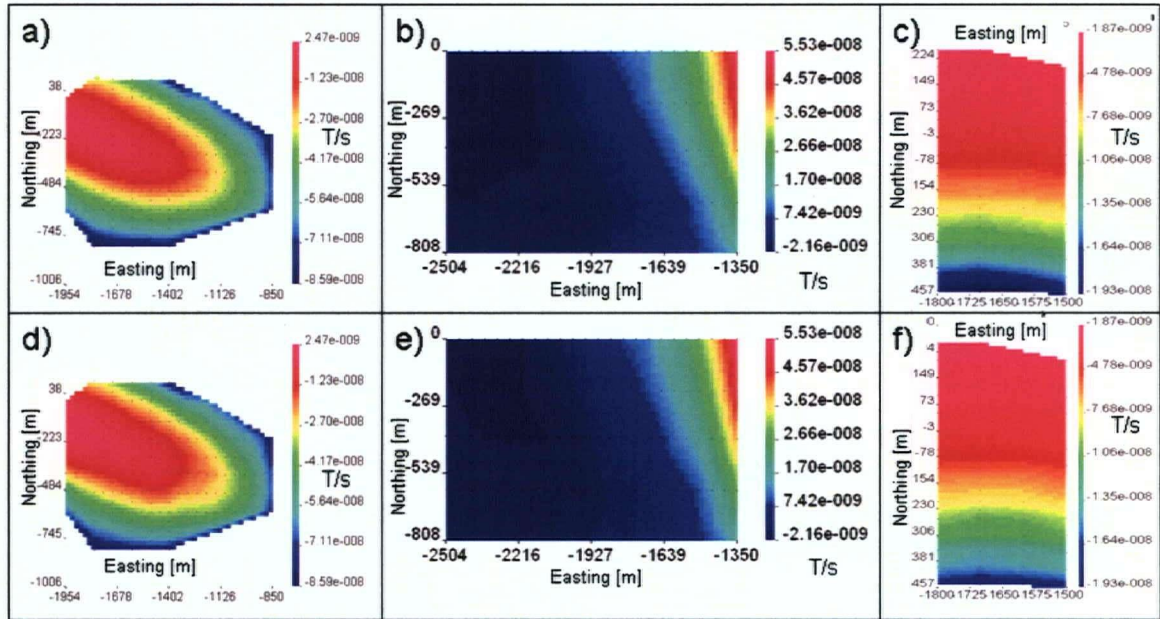 a)
2.47e-009
-1.23e-008
-2.70e-008
T/s
-4.17e-008
-5.64e-008
-7.11e-008
-8.59e-008
Northing [m]
38
-223
-484
-745
-1006
Easting [m]
-1954 -1678 -1402 -1126 -850
b)
5.53e-008
4.57e-008
3.62e-008
2.66e-008
1.70e-008
7.42e-009
-2.16e-009
T/s
Northing [m]
0
-269
-539
-808
-2504 -2216 -1927 -1639 -1350
Easting [m]
c)
Easting [m]
-1.87e-009
-4.78e-009
-7.68e-009
T/s
-1.06e-008
-1.35e-008
-1.64e-008
-1.93e-008
Northing [m]
224
149
73
-3
-78
154
230
306
381
457
-1800 1725 1650 1575 -1500
d)
2.47e-009
-1.23e-008
-2.70e-008
-4.17e-008
T/s
-5.64e-008
-7.11e-008
-8.59e-008
Northing [m]
38
-223
-484
-745
-1006
Easting [m]
-1954 -1678 -1402 -1126 -850
e)
5.53e-008
4.57e-008
3.62e-008
2.66e-008
1.70e-008
7.42e-009
-2.16e-009
T/s
Northing [m]
0
-269
-539
-808
-2504 -2216 -1927 -1639 -1350
Easting [m]
f)
Easting [m]
-1.87e-009
-4.78e-009
-7.68e-009
T/s
-1.06e-008
-1.35e-008
-1.64e-008
-1.93e-008
Northing [m]
0
4
149
73
-3
-78
154
230
306
381
457
-1800 1725 1650 1575 -1500